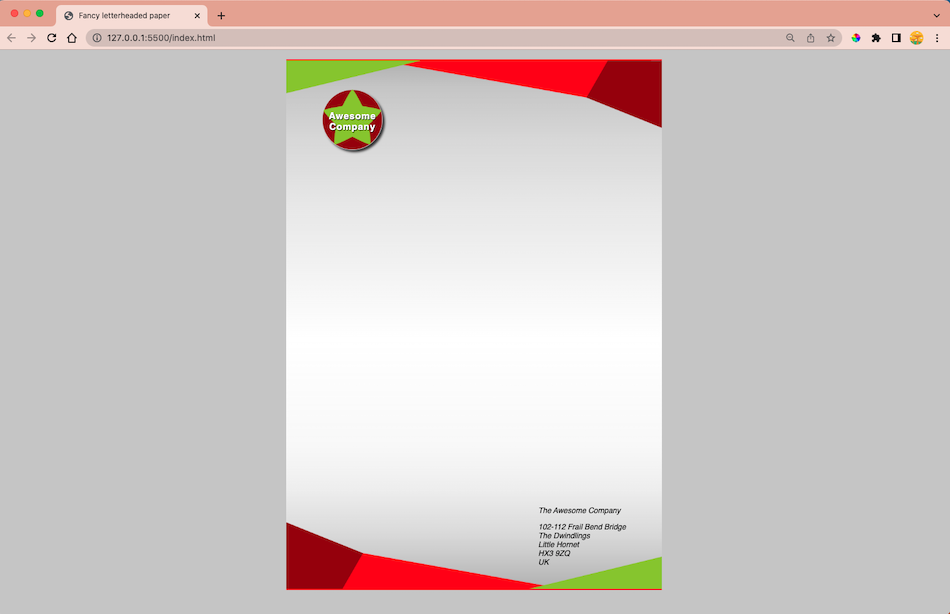 Fancy letterheaded paper
127.0.0.1:5500/index.html
Awesome
Company
The Awesome Company
102-112 Frail Bend Bridge
The Dwindlings
Little Hornet
HX3 9ZQ
UK